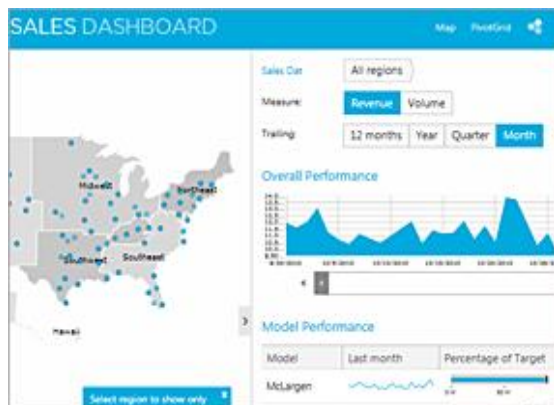 SALES DASHBOARD
Map PivotGrid
Sales Dat All regions
Measure: Revenue Volume
Trailing: 12 months Year Quarter Month
Midwest
Northeast
Southwest Southeast
Hawaii
Overall Performance
Model Performance
Model Last month Percentage of Target
McLargen
Select region to show only